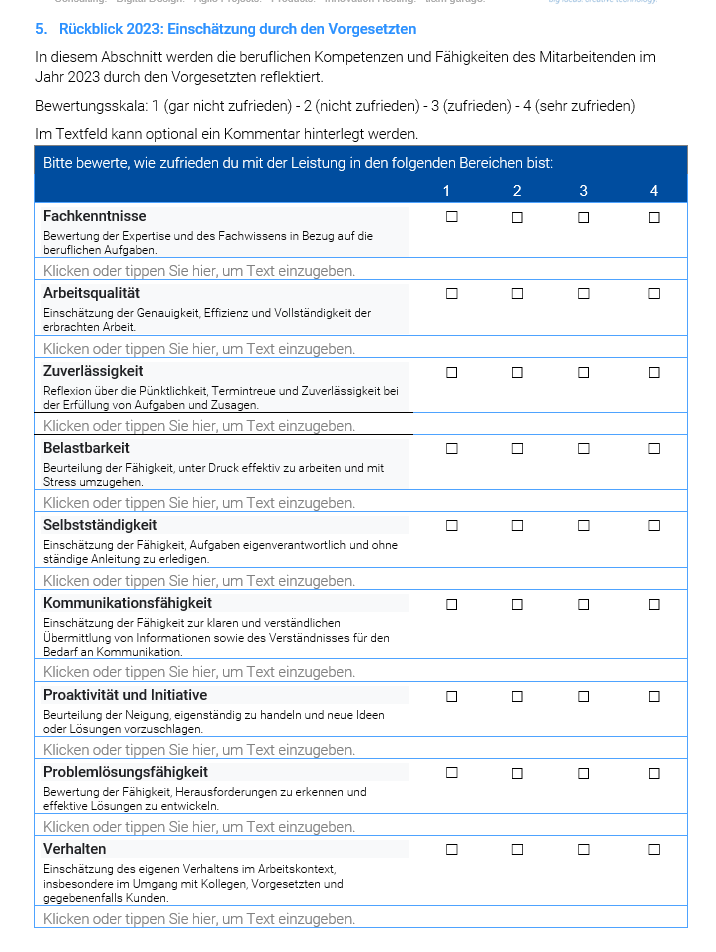 5. Rückblick 2023: Einschätzung durch den Vorgesetzten
In diesem Abschnitt werden die beruflichen Kompetenzen und Fähigkeiten des Mitarbeitenden im
Jahr 2023 durch den Vorgesetzten reflektiert.
Bewertungsskala: 1 (gar nicht zufrieden) - 2 (nicht zufrieden) - 3 (zufrieden) - 4 (sehr zufrieden)
Im Textfeld kann optional ein Kommentar hinterlegt werden.
Bitte bewerte, wie zufrieden du mit der Leistung in den folgenden Bereichen bist:
1 2 3 4
Fachkenntnisse ☐ ☐ ☐ ☐
Bewertung der Expertise und des Fachwissens in Bezug auf die
beruflichen Aufgaben.
Klicken oder tippen Sie hier, um Text einzugeben.
Arbeitsqualität ☐ ☐ ☐ ☐
Einschätzung der Genauigkeit, Effizienz und Vollständigkeit der
erbrachten Arbeit.
Klicken oder tippen Sie hier, um Text einzugeben.
Zuverlässigkeit ☐ ☐ ☐ ☐
Reflexion über die Pünktlichkeit, Termintreue und Zuverlässigkeit bei
der Erfüllung von Aufgaben und Zusagen.
Klicken oder tippen Sie hier, um Text einzugeben.
Belastbarkeit ☐ ☐ ☐ ☐
Beurteilung der Fähigkeit, unter Druck effektiv zu arbeiten und mit
Stress umzugehen.
Klicken oder tippen Sie hier, um Text einzugeben.
Selbstständigkeit ☐ ☐ ☐ ☐
Einschätzung der Fähigkeit, Aufgaben eigenverantwortlich und ohne
ständige Anleitung zu erledigen.
Klicken oder tippen Sie hier, um Text einzugeben.
Kommunikationsfähigkeit ☐ ☐ ☐ ☐
Einschätzung der Fähigkeit zur klaren und verständlichen
Übermittlung von Informationen sowie des Verständnisses für den
Bedarf an Kommunikation.
Klicken oder tippen Sie hier, um Text einzugeben.
Proaktivität und Initiative ☐ ☐ ☐ ☐
Beurteilung der Neigung, eigenständig zu handeln und neue Ideen
oder Lösungen vorzuschlagen.
Klicken oder tippen Sie hier, um Text einzugeben.
Problemlösungsfähigkeit ☐ ☐ ☐ ☐
Bewertung der Fähigkeit, Herausforderungen zu erkennen und
effektive Lösungen zu entwickeln.
Klicken oder tippen Sie hier, um Text einzugeben.
Verhalten ☐ ☐ ☐ ☐
Einschätzung des eigenen Verhaltens im Arbeitskontext,
insbesondere im Umgang mit Kollegen, Vorgesetzten und
gegebenenfalls Kunden.
Klicken oder tippen Sie hier, um Text einzugeben.